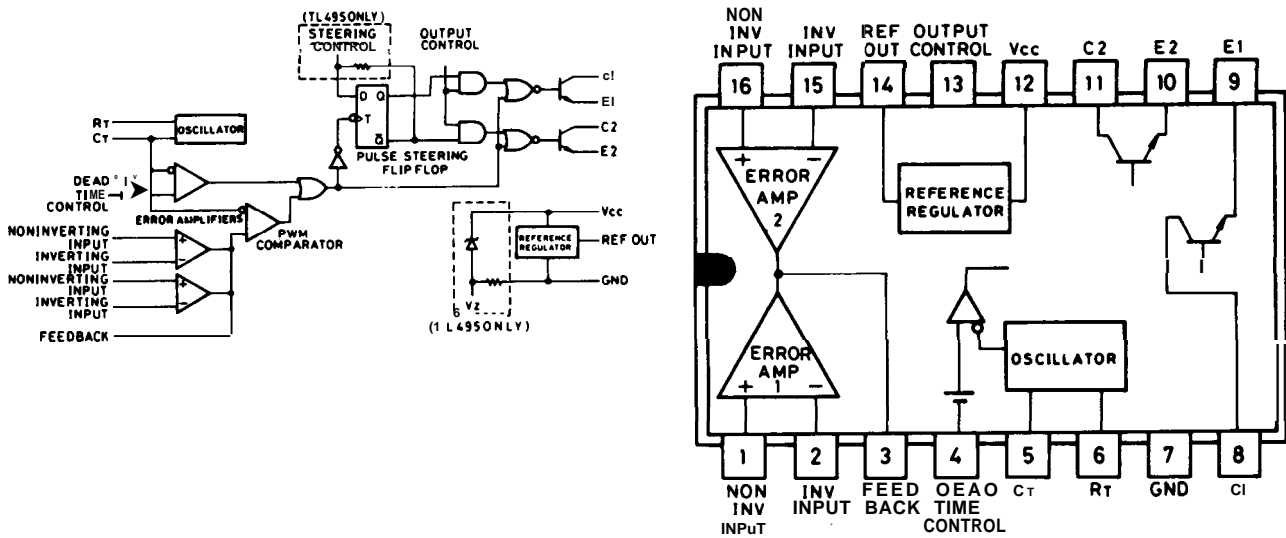 (TL495ONLY)
STEERING
CONTROL
OUTPUT
CONTROL
D Q
T
Q
PULSE STEERING
FLIP FLOP
C1
E1
C2
E2
RT
CT
OSCILLATOR
DEAD
TIME
CONTROL
ERROR AMPLIFIERS
PWM
COMPARATOR
NONINVERTING
INPUT
INVERTING
INPUT
NONINVERTING
INPUT
INVERTING
INPUT
FEEDBACK
+
−
+
−
Vcc
REFERENCE
REGULATOR
REF OUT
GND
VZ
6
(1 L495ONLY)
NON
INV
INPUT
INV
INPUT
REF
OUT
OUTPUT
CONTROL
Vcc
C2
E2
E1
16 15 14 13 12 11 10 9
+ −
ERROR
AMP
2
REFERENCE
REGULATOR
ERROR
AMP
1
+ −
OSCILLATOR
1 2 3 4 5 6 7 8
NON
INV
INPuT
INV
INPUT
FEED
BACK
OEAO
TIME
CONTROL
CT
RT
GND
CI